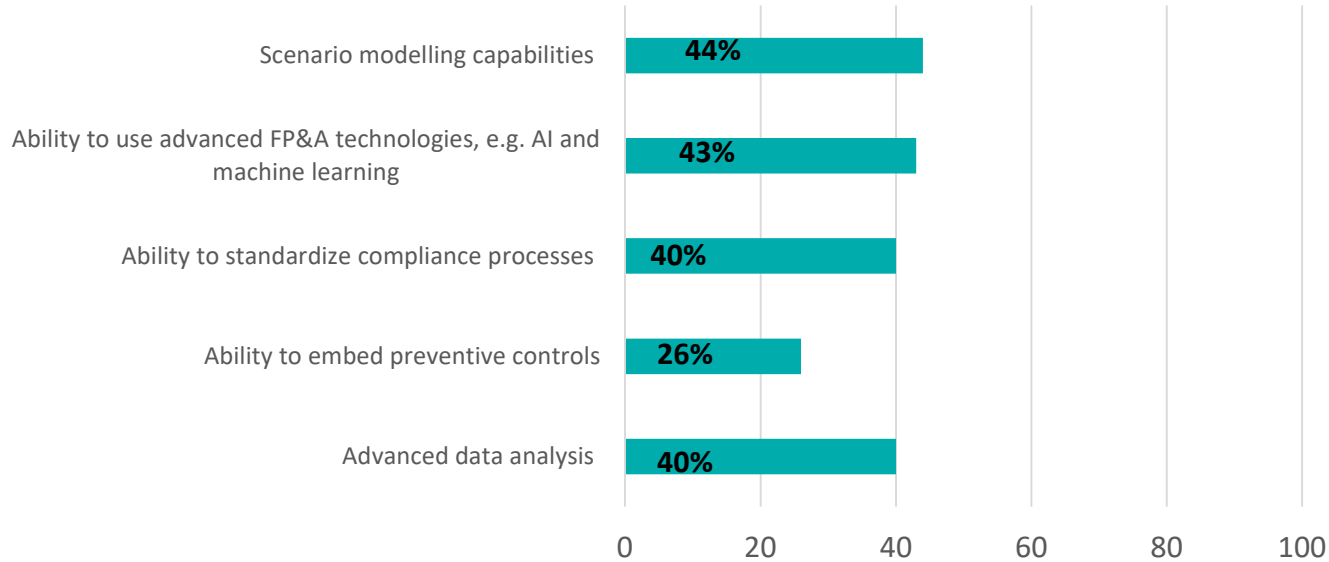 Scenario modelling capabilities
44%
Ability to use advanced FP&A technologies, e.g. AI and
machine learning
43%
Ability to standardize compliance processes
40%
Ability to embed preventive controls
26%
Advanced data analysis
40%
0 20 40 60 80 100